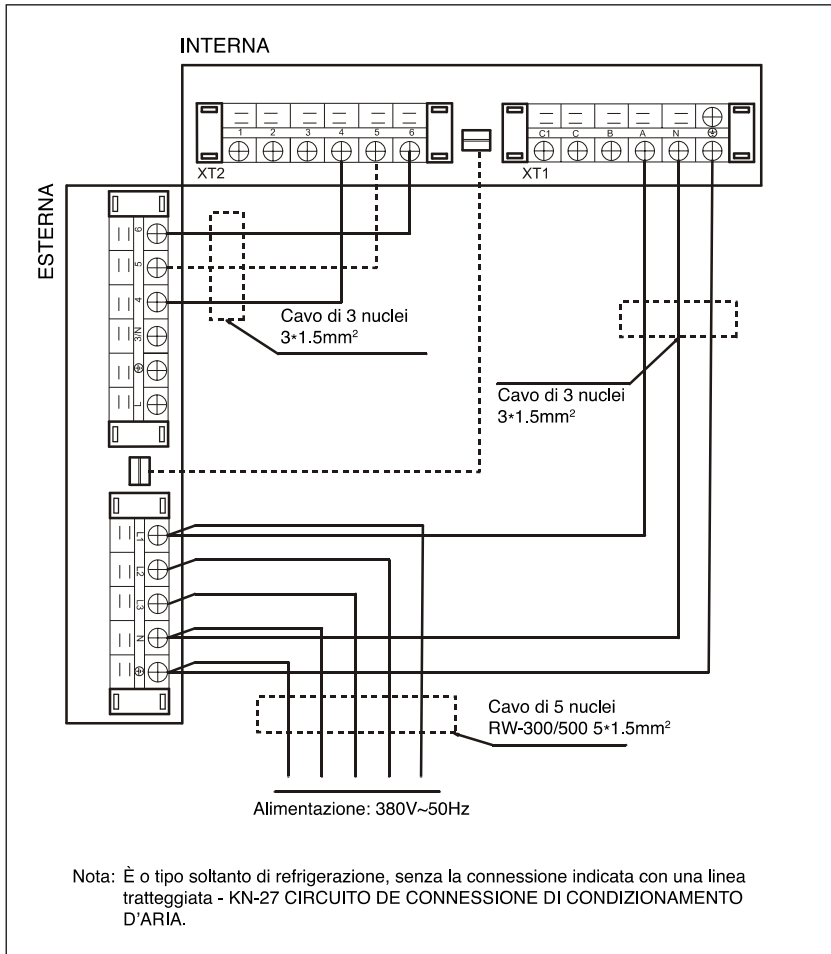 INTERNA
1 2 3 4 5 6
C1 C B A N
XT2
XT1
ESTERNA
6
5
4
3/N
L
Cavo di 3 nuclei
3*1.5mm²
Cavo di 3 nuclei
3*1.5mm²
L1
L2
L3
N
Cavo di 5 nuclei
RW-300/500 5*1.5mm²
Alimentazione: 380V~50Hz
Nota: È o tipo soltanto di refrigerazione, senza la connessione indicata con una linea
tratteggiata - KN-27 CIRCUITO DE CONNESSIONE DI CONDIZIONAMENTO
D'ARIA.